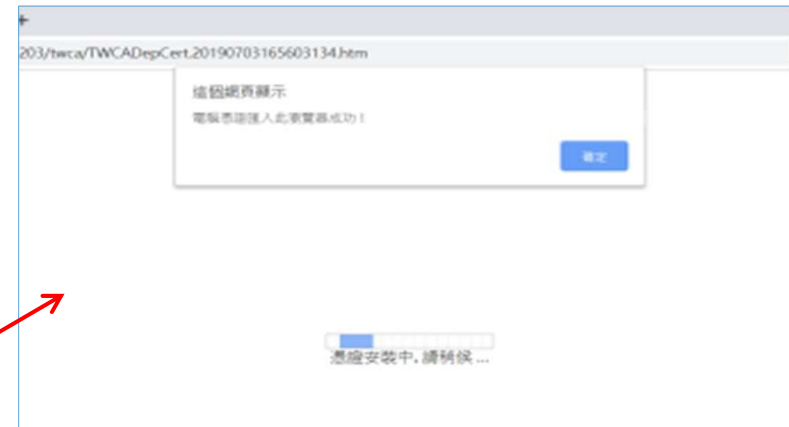 203/twca/TWCADepCert.20190703165603134.htm
這個網頁顯示
電腦憑證匯入此瀏覽器成功！
確定
憑證安裝中, 請稍候 ...